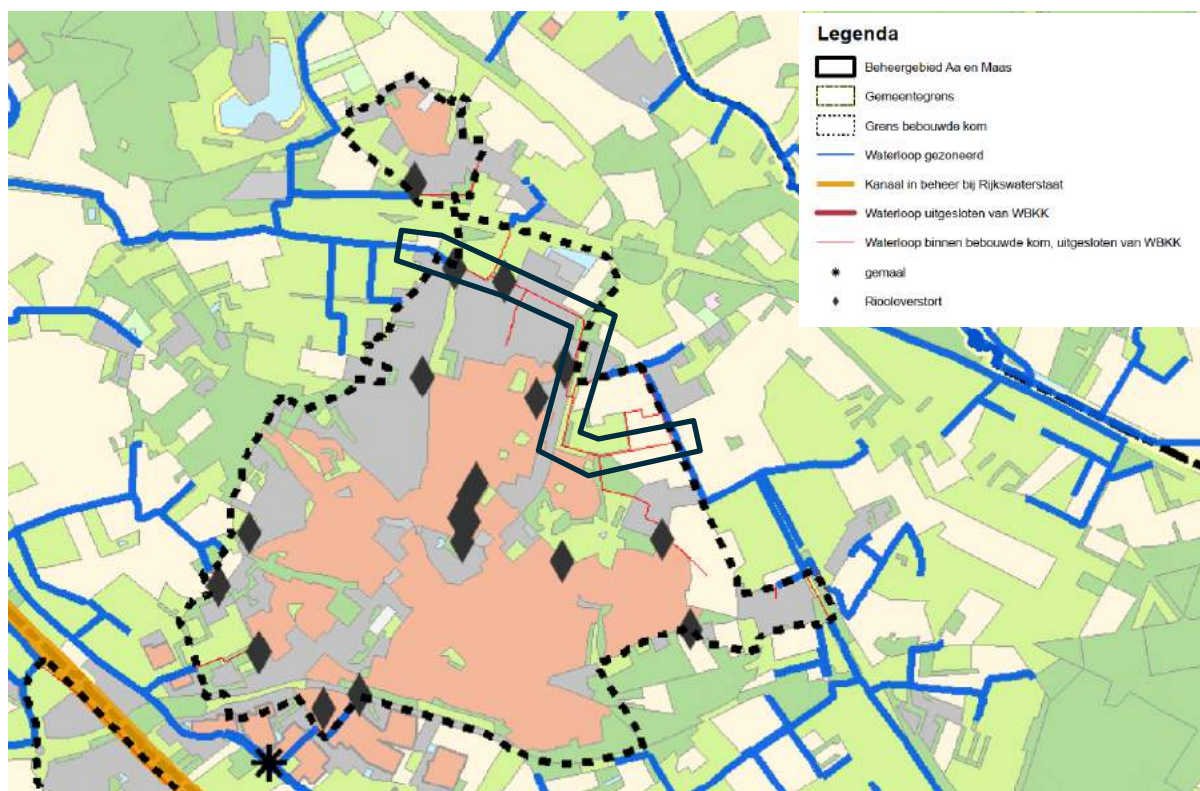 Legenda
Beheergebied Aa en Maas
Gemeentegrens
Grens bebouwde kom
Waterloop gezoneerd
Kanaal in beheer bij Rijkswaterstaat
Waterloop uitgesloten van WBKK
Waterloop binnen bebouwde kom, uitgesloten van WBKK
gemaal
Riooloverstort